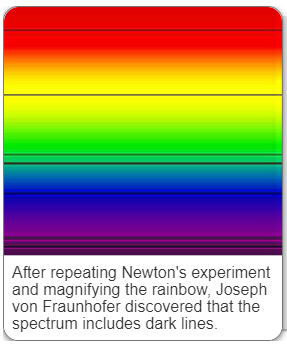 After repeating Newton's experiment
and magnifying the rainbow, Joseph
von Fraunhofer discovered that the
spectrum includes dark lines.